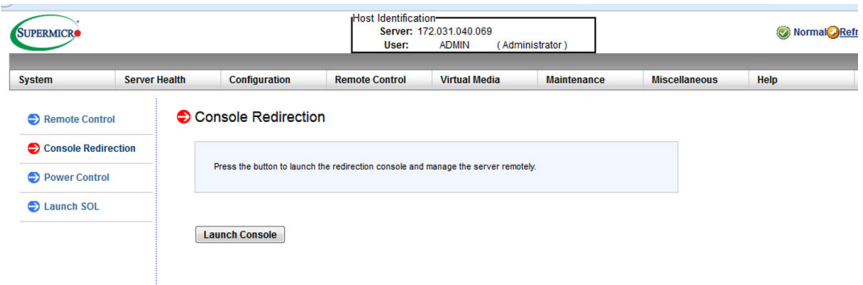 SUPERMICR
Host Identification
Server: 172.031.040.069
User: ADMIN ( Administrator )
Normal Refr
System Server Health Configuration Remote Control Virtual Media Maintenance Miscellaneous Help
Remote Control
Console Redirection
Power Control
Launch SOL
Console Redirection
Press the button to launch the redirection console and manage the server remotely.
Launch Console